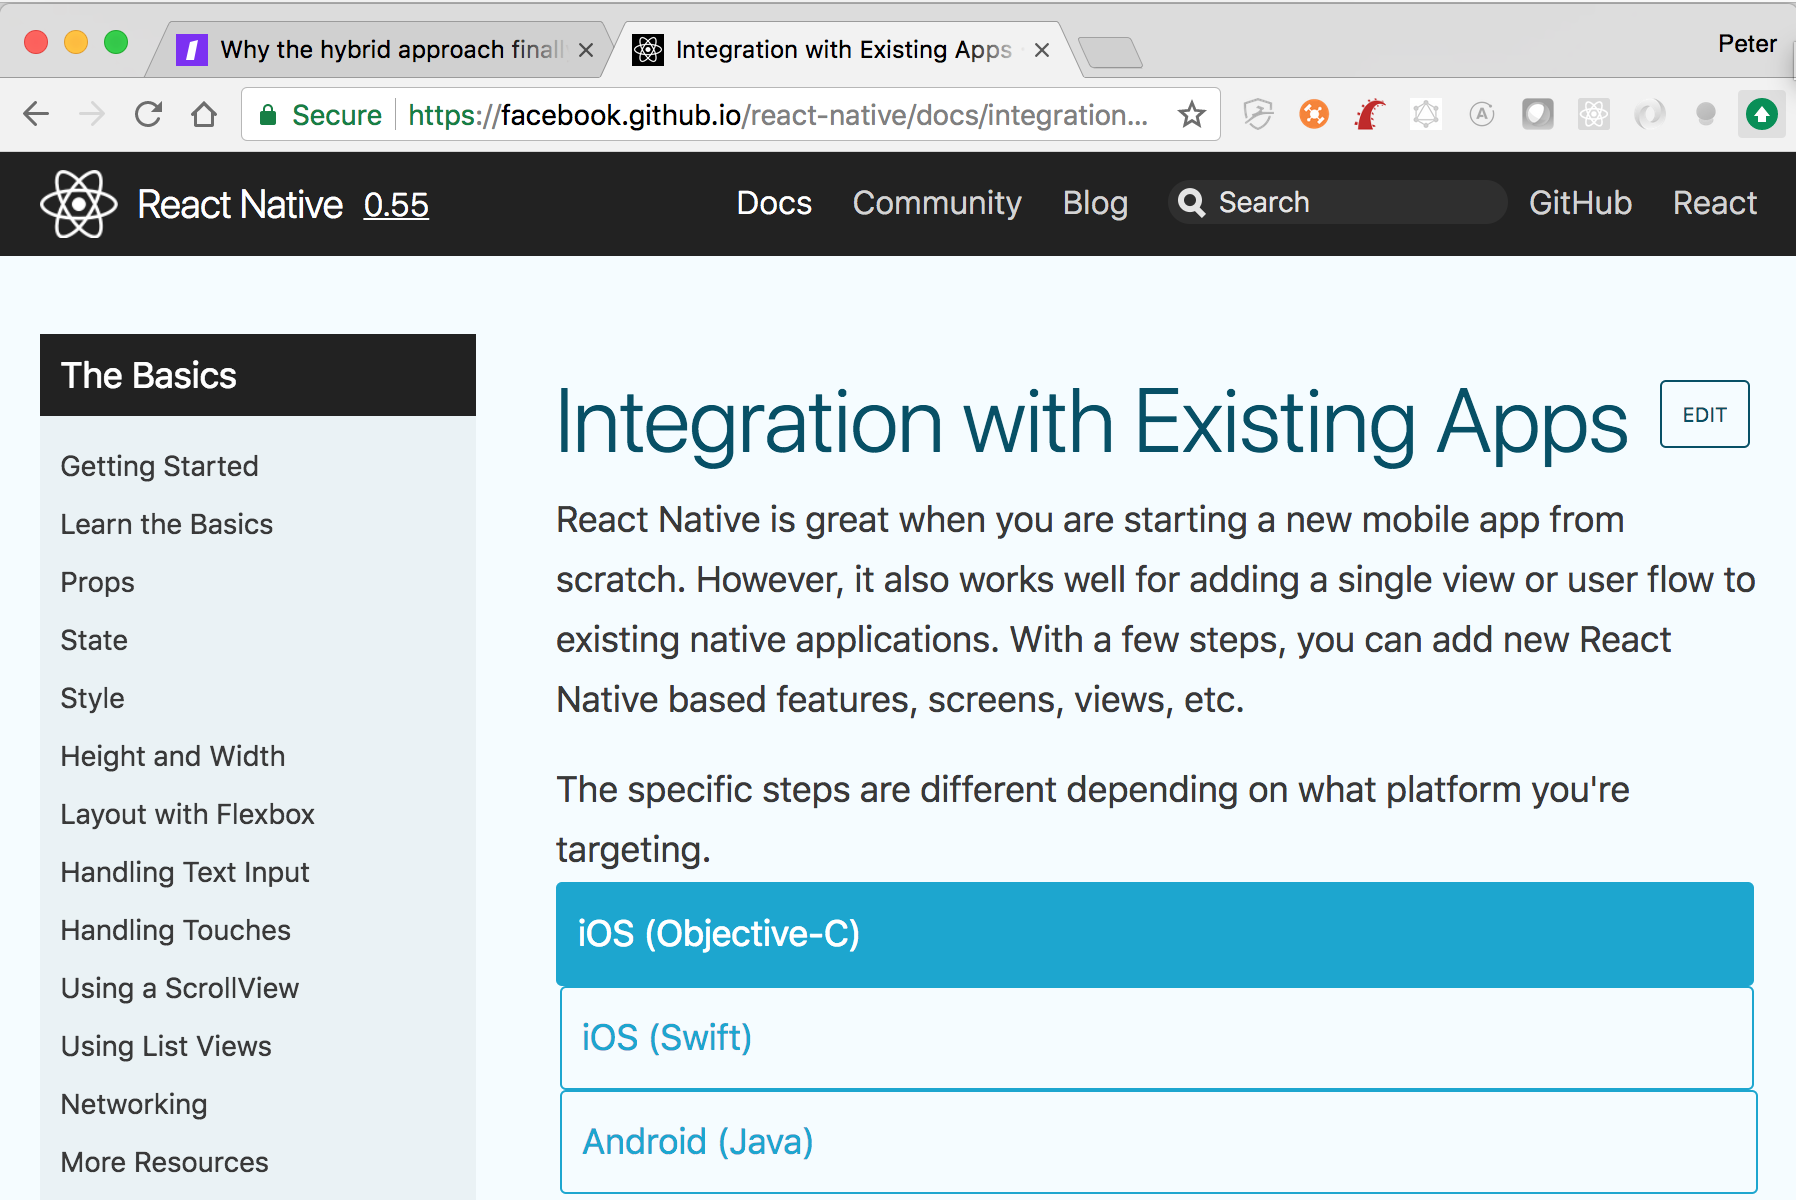 Why the hybrid approach final
Integration with Existing Apps
Peter
Secure
https://facebook.github.io/react-native/docs/integration...
React Native 0.55
Docs
Community
Blog
Search
GitHub
React
The Basics
Getting Started
Learn the Basics
Props
State
Style
Height and Width
Layout with Flexbox
Handling Text Input
Handling Touches
Using a ScrollView
Using List Views
Networking
More Resources
Integration with Existing Apps
EDIT
React Native is great when you are starting a new mobile app from
scratch. However, it also works well for adding a single view or user flow to
existing native applications. With a few steps, you can add new React
Native based features, screens, views, etc.
The specific steps are different depending on what platform you're
targeting.
iOS (Objective-C)
iOS (Swift)
Android (Java)